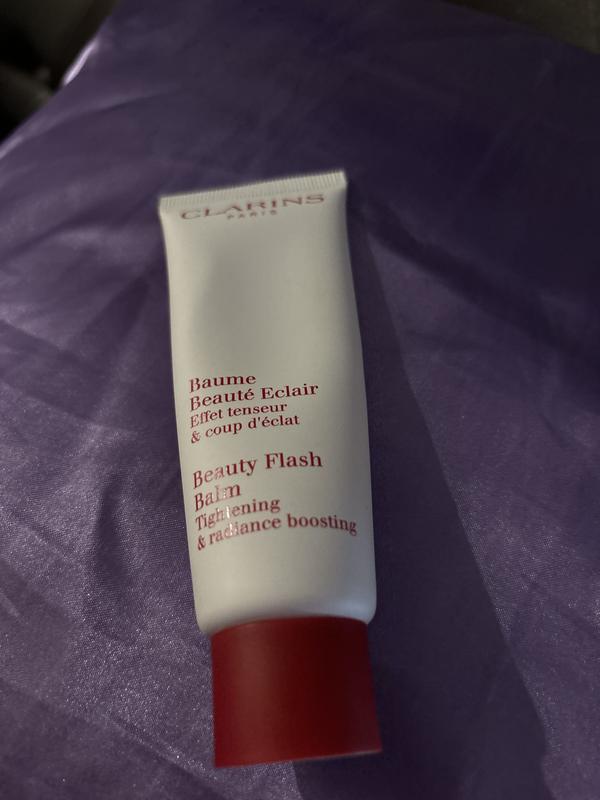 CLARINS
PARIS
Baume
Beauté Eclair
Effet tenseur
& coup d'éclat
Beauty Flash
Balm
Tightening
& radiance boosting